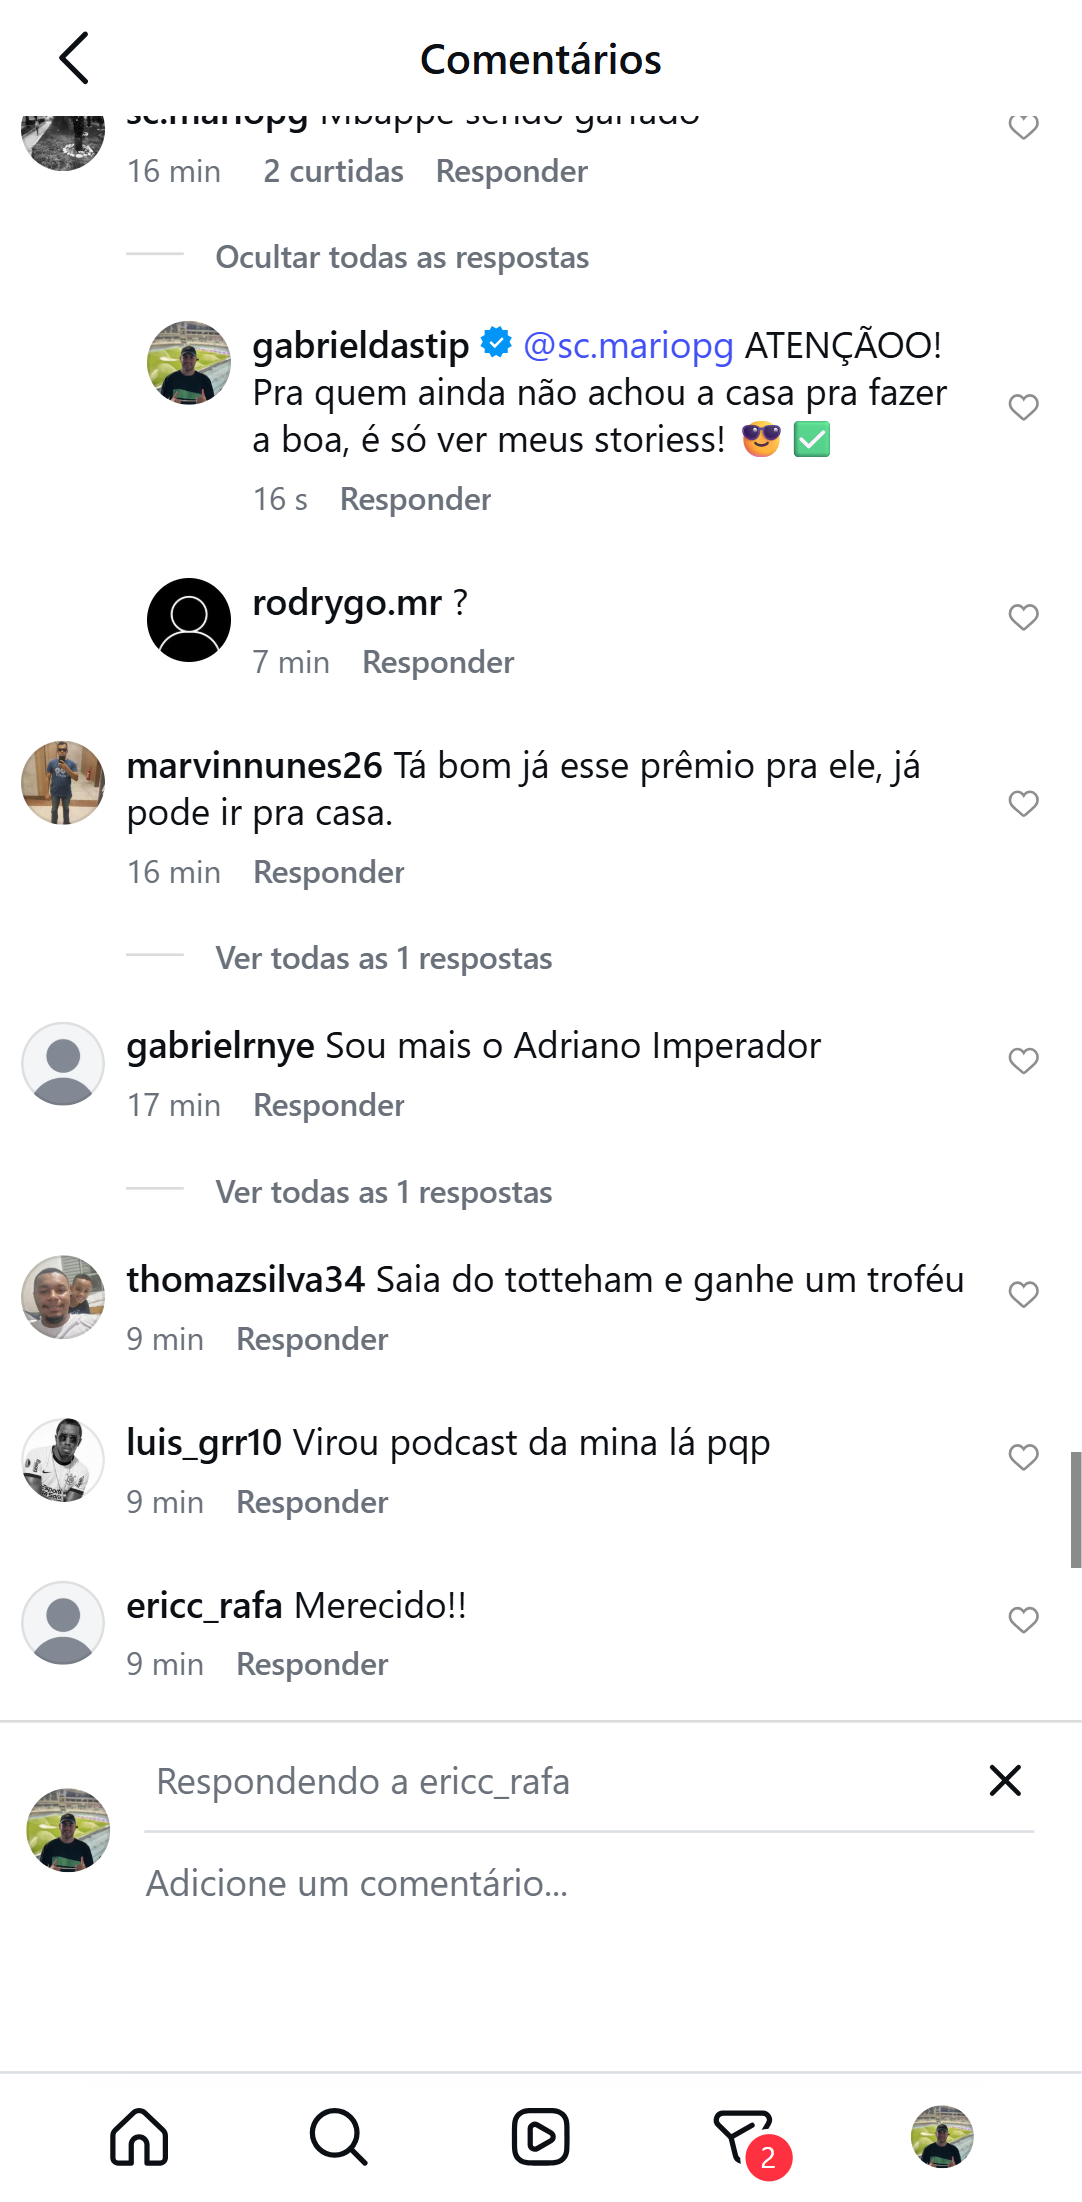 Comentários
sc.mariopg Mbappé sendo garfado
16 min 2 curtidas Responder
Ocultar todas as respostas
gabrieldastip @sc.mariopg ATENÇÃOO!
Pra quem ainda não achou a casa pra fazer
a boa, é só ver meus storiess! 😎 ✅
16 s Responder
rodrygo.mr ?
7 min Responder
marvinnunes26 Tá bom já esse prêmio pra ele, já
pode ir pra casa.
16 min Responder
Ver todas as 1 respostas
gabrielrnye Sou mais o Adriano Imperador
17 min Responder
Ver todas as 1 respostas
thomazsilva34 Saia do totteham e ganhe um troféu
9 min Responder
luis_grr10 Virou podcast da mina lá pqp
9 min Responder
ericc_rafa Merecido!!
9 min Responder
Respondendo a ericc_rafa
Adicione um comentário...
2